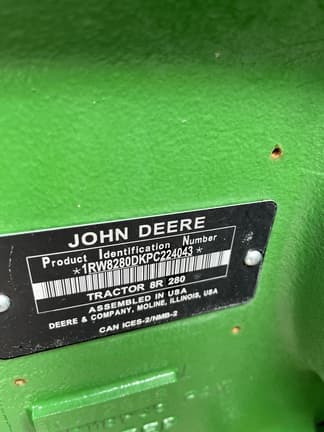 JOHN DEERE
Product Identification Number
*1RW8280DKPC224043*
TRACTOR 8R 280
ASSEMBLED IN USA
DEERE & COMPANY, MOLINE, ILLINOIS, USA
CAN ICES-2/NMB-2